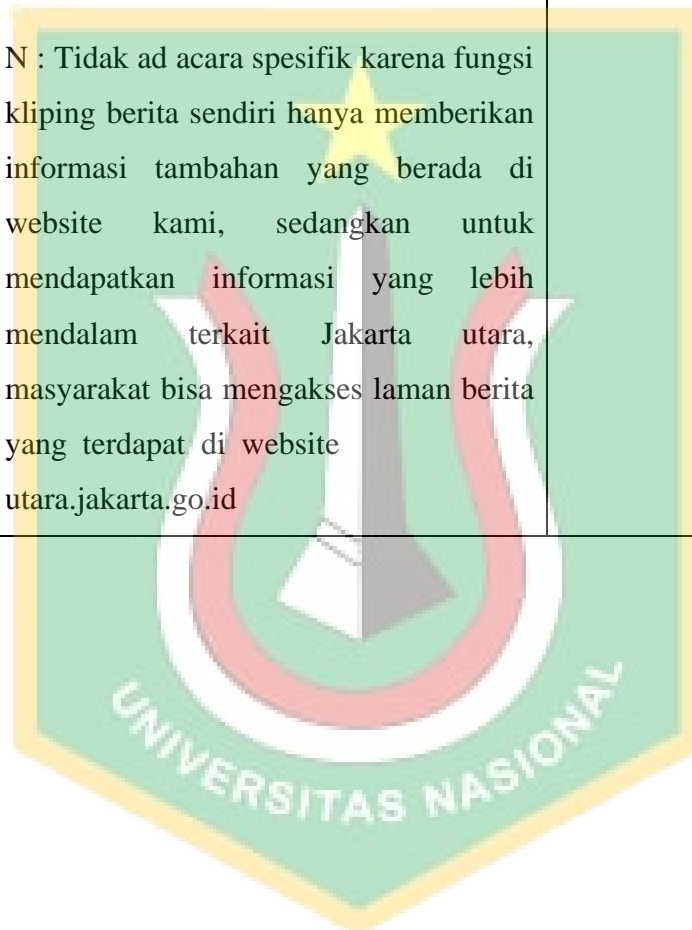 N : Tidak ad acara spesifik karena fungsi
kliping berita sendiri hanya memberikan
informasi tambahan yang berada di
website kami, sedangkan untuk
mendapatkan informasi yang lebih
mendalam terkait Jakarta utara,
masyarakat bisa mengakses laman berita
yang terdapat di website
utara.jakarta.go.id
UNIVERSITAS NASIONAL